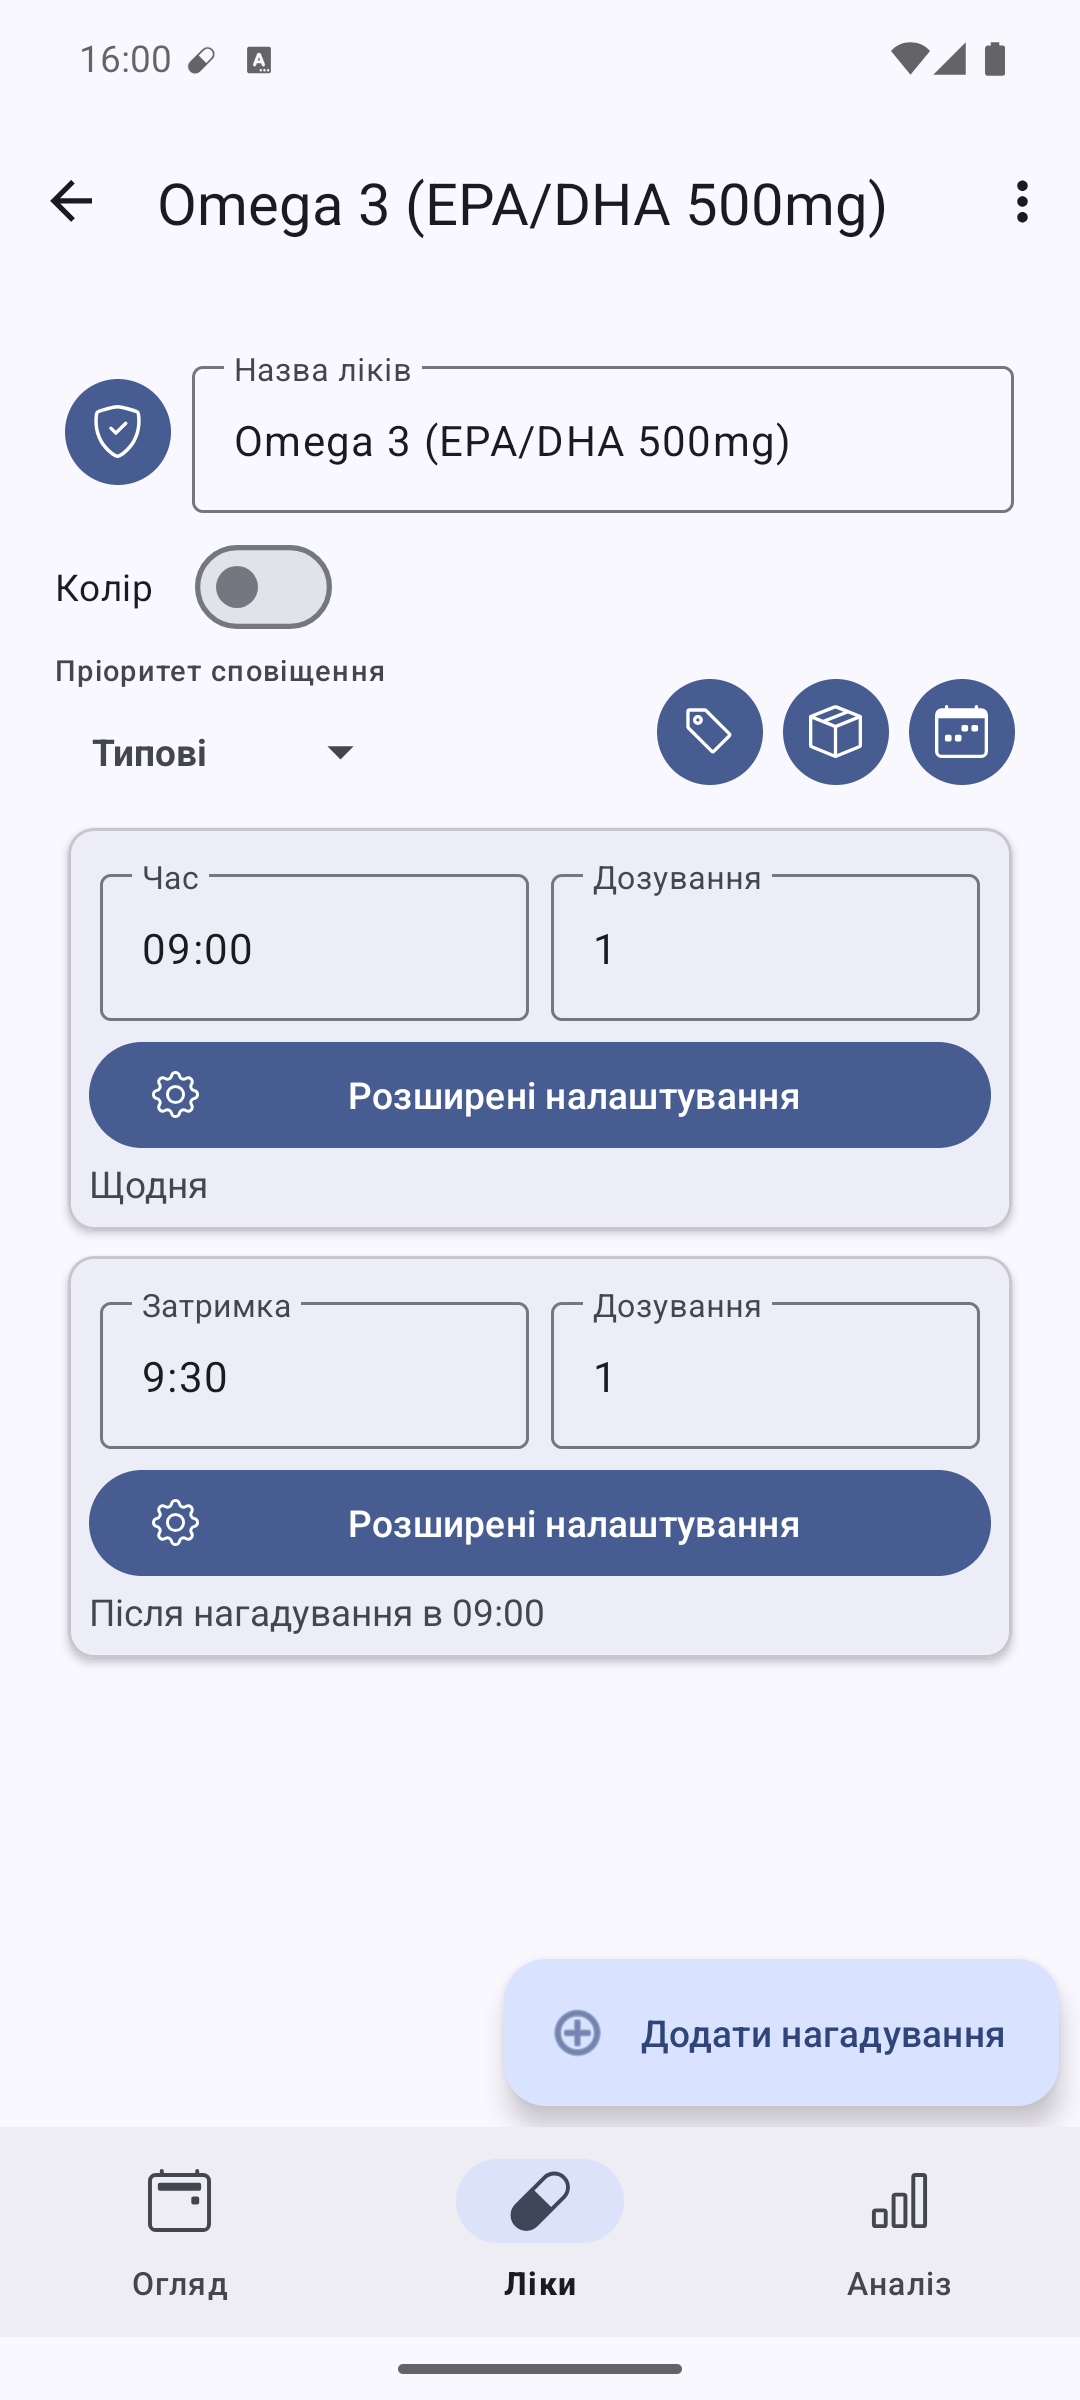 16:00
Omega 3 (EPA/DHA 500mg)
Назва ліків
Omega 3 (EPA/DHA 500mg)
Колір
Пріоритет сповіщення
Типові
Час
09:00
Дозування
1
Розширені налаштування
Щодня
Затримка
9:30
Дозування
1
Розширені налаштування
Після нагадування в 09:00
Додати нагадування
Огляд
Ліки
Аналіз